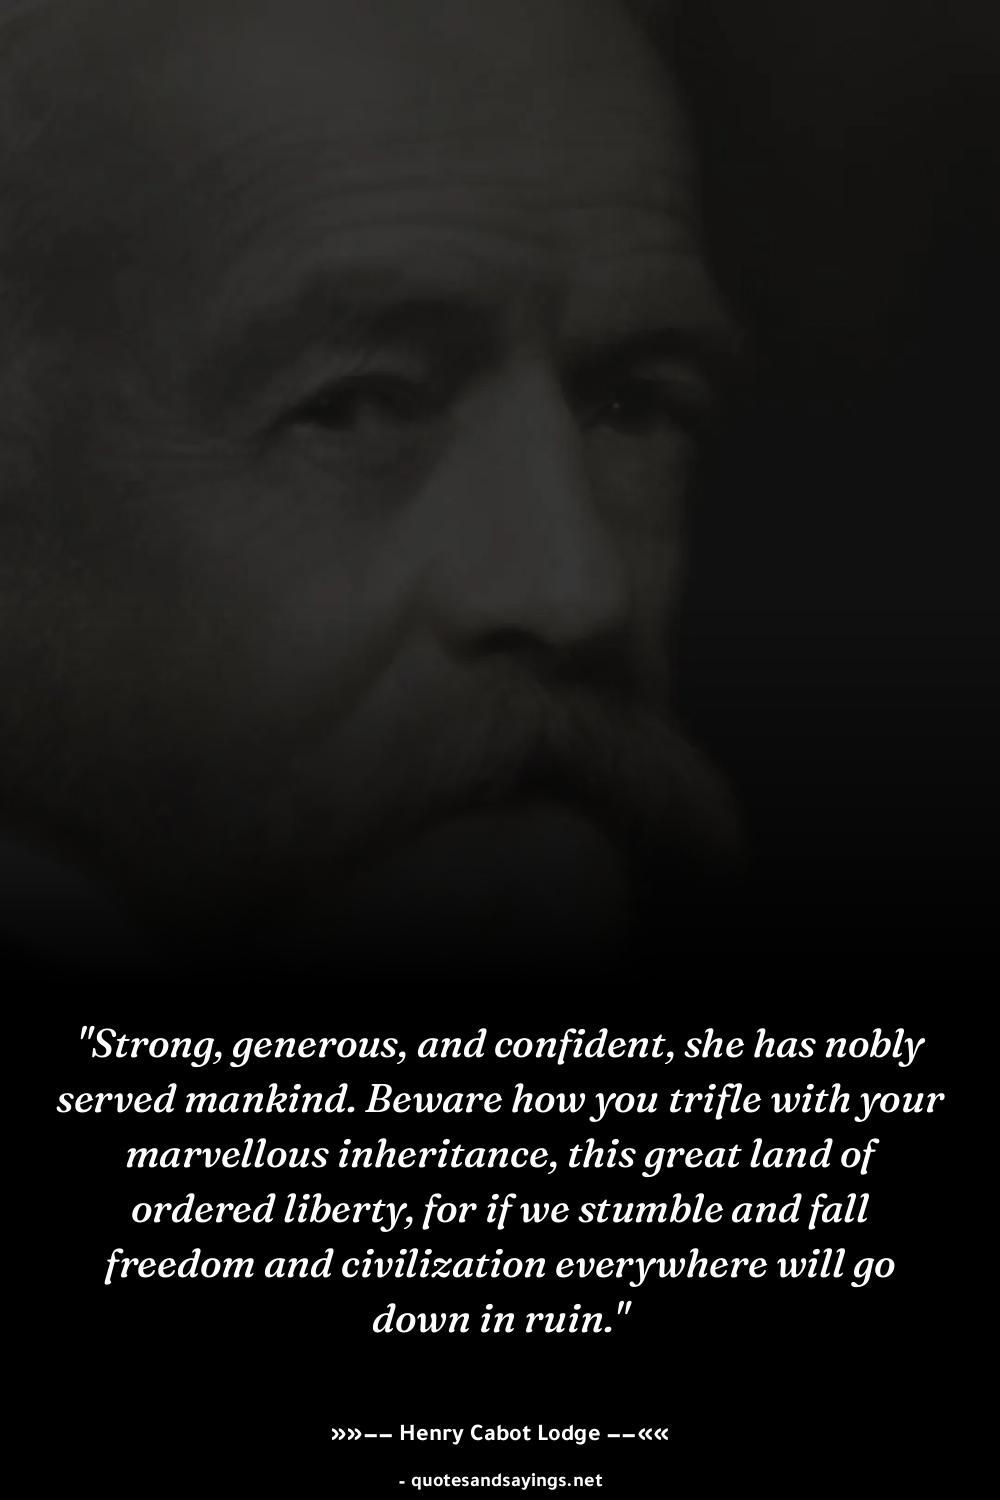 "Strong, generous, and confident, she has nobly
served mankind. Beware how you trifle with your
marvellous inheritance, this great land of
ordered liberty, for if we stumble and fall
freedom and civilization everywhere will go
down in ruin."
»»−− Henry Cabot Lodge −−««
- quotesandsayings.net